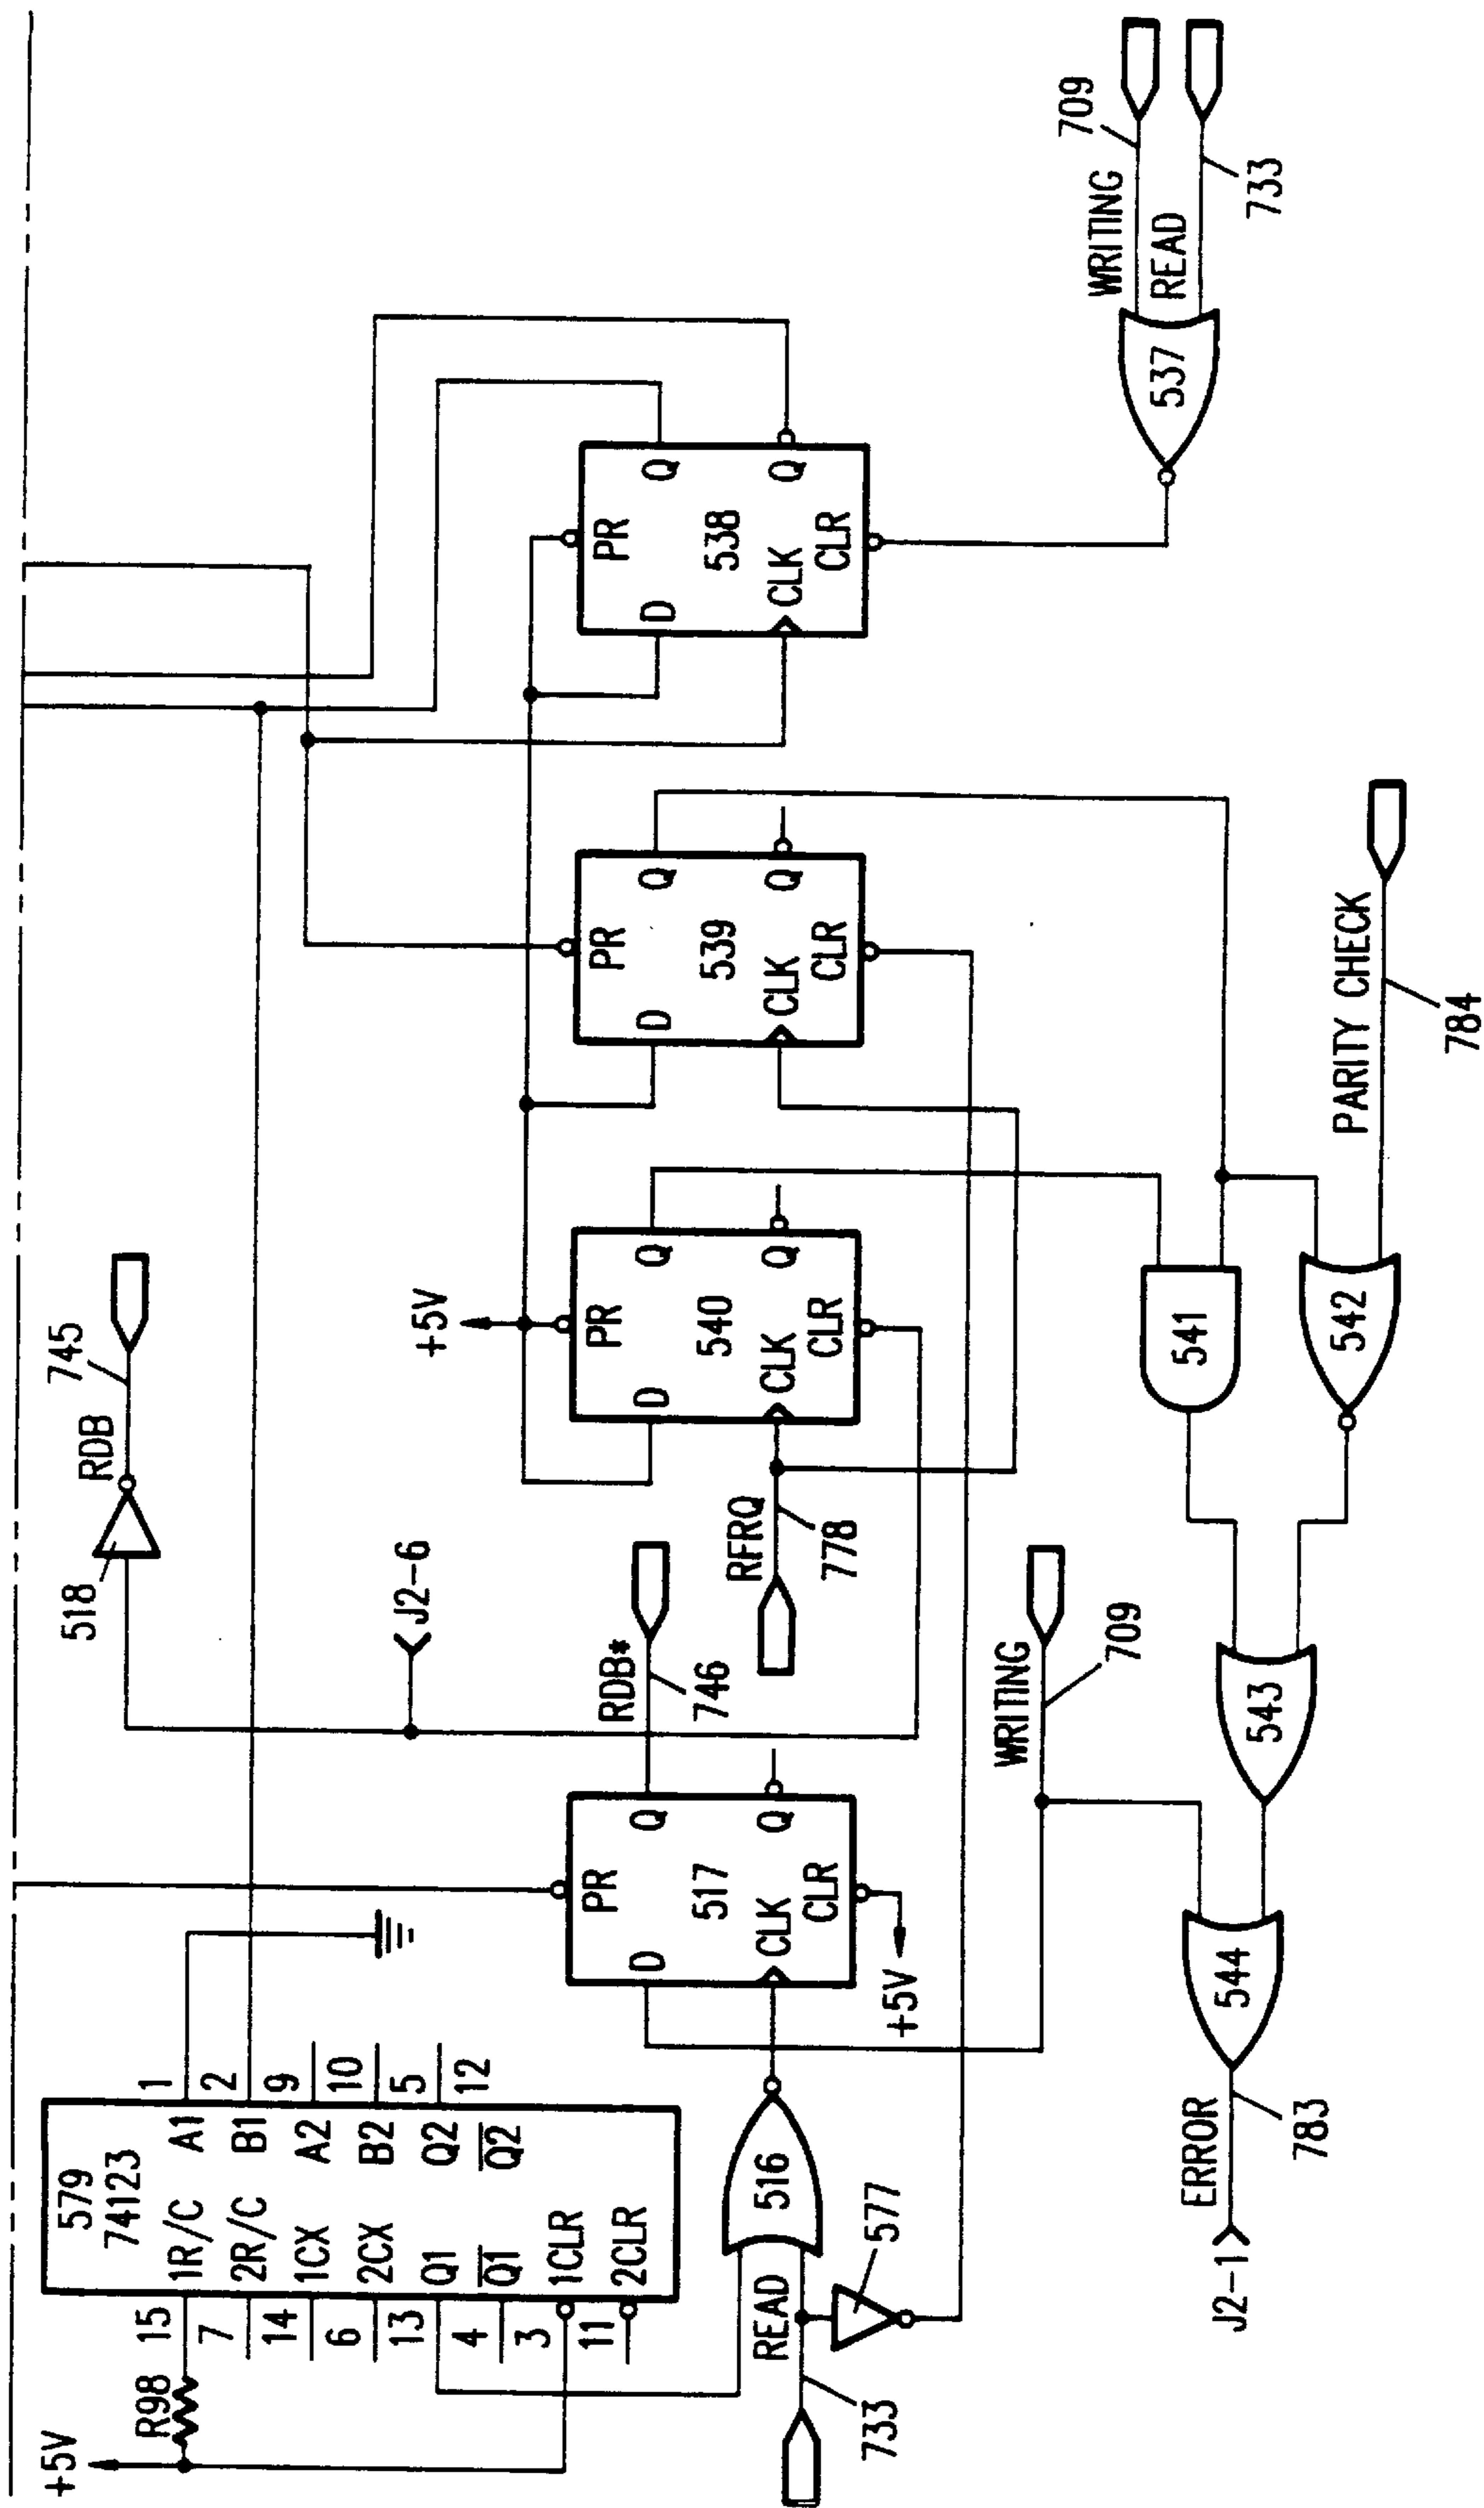 +5V
R98
15
7
14
6
13
4
3
11
579
74123
1R/C A1
2R/C B1
1CX A2
2CX B2
Q1 Q2
Q1 Q2
1CLR
2CLR
1
2
9
10
5
12
518
RDB
745
J2-6
RDB*
746
+5V
PR
D Q
517
CLK Q
CLR
+5V
RFRQ
778
PR
D Q
540
CLK Q
CLR
PR
D Q
539
CLK Q
CLR
PR
D Q
538
CLK Q
CLR
READ
733
516
577
WRITING
709
WRITING
709
READ
733
537
541
542
543
544
PARITY CHECK
784
ERROR
783
J2-1